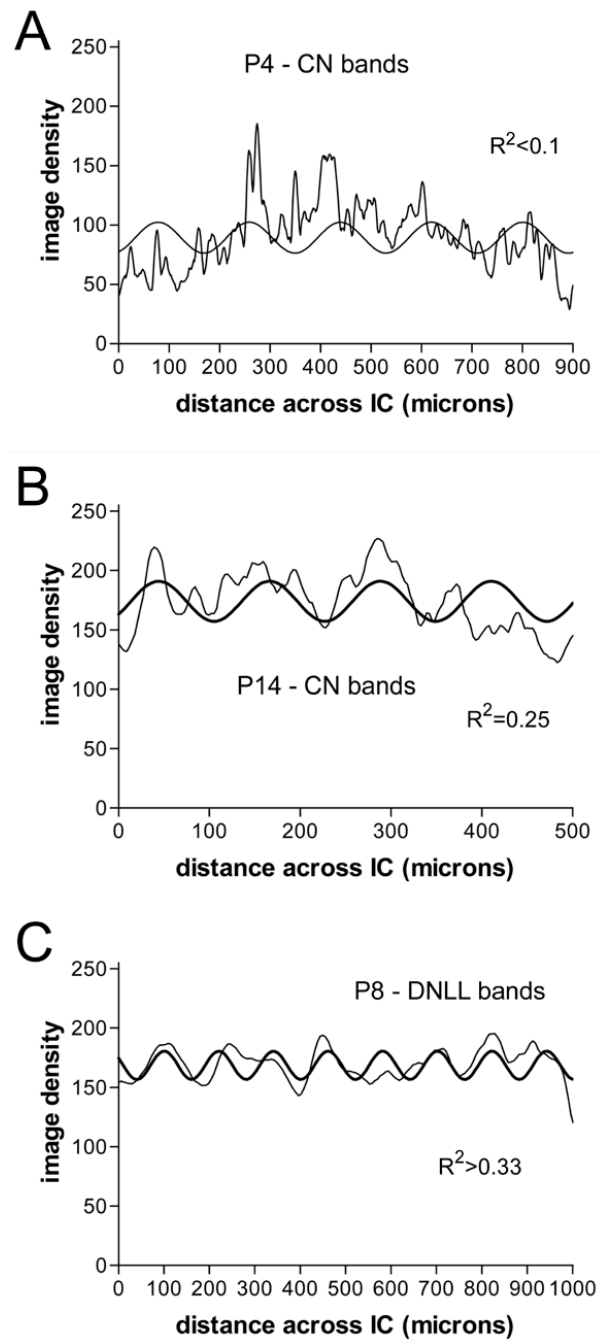 A
P4 - CN bands
R²<0.1
image density
250
200
150
100
50
0
0 100 200 300 400 500 600 700 800 900
distance across IC (microns)
B
P14 - CN bands
R²=0.25
image density
250
200
150
100
50
0
0 100 200 300 400 500
distance across IC (microns)
C
P8 - DNLL bands
R²>0.33
image density
250
200
150
100
50
0
0 100 200 300 400 500 600 700 800 900 1000
distance across IC (microns)